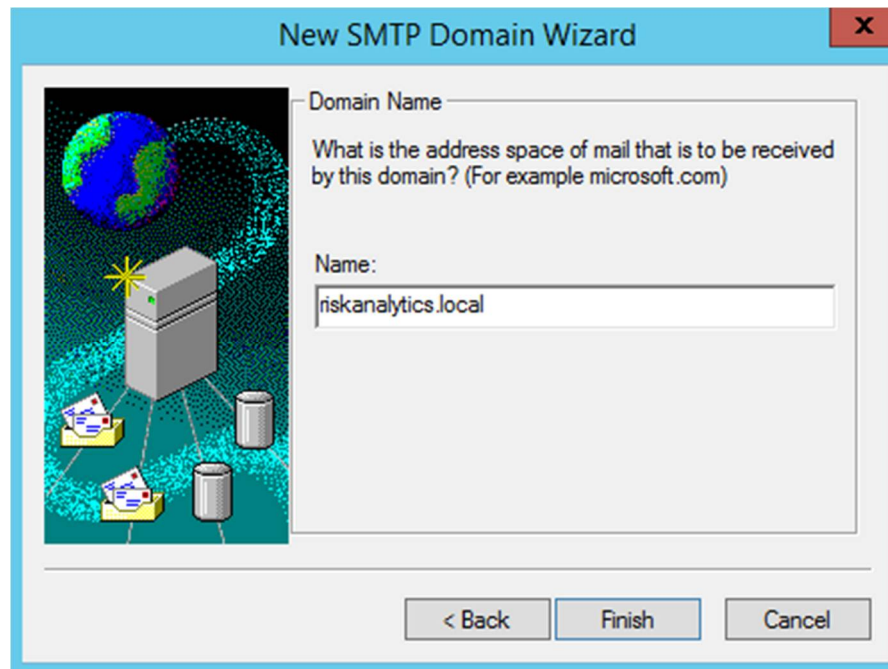 New SMTP Domain Wizard
X
Domain Name
What is the address space of mail that is to be received
by this domain? (For example microsoft.com)
Name:
riskanalytics.local
< Back
Finish
Cancel